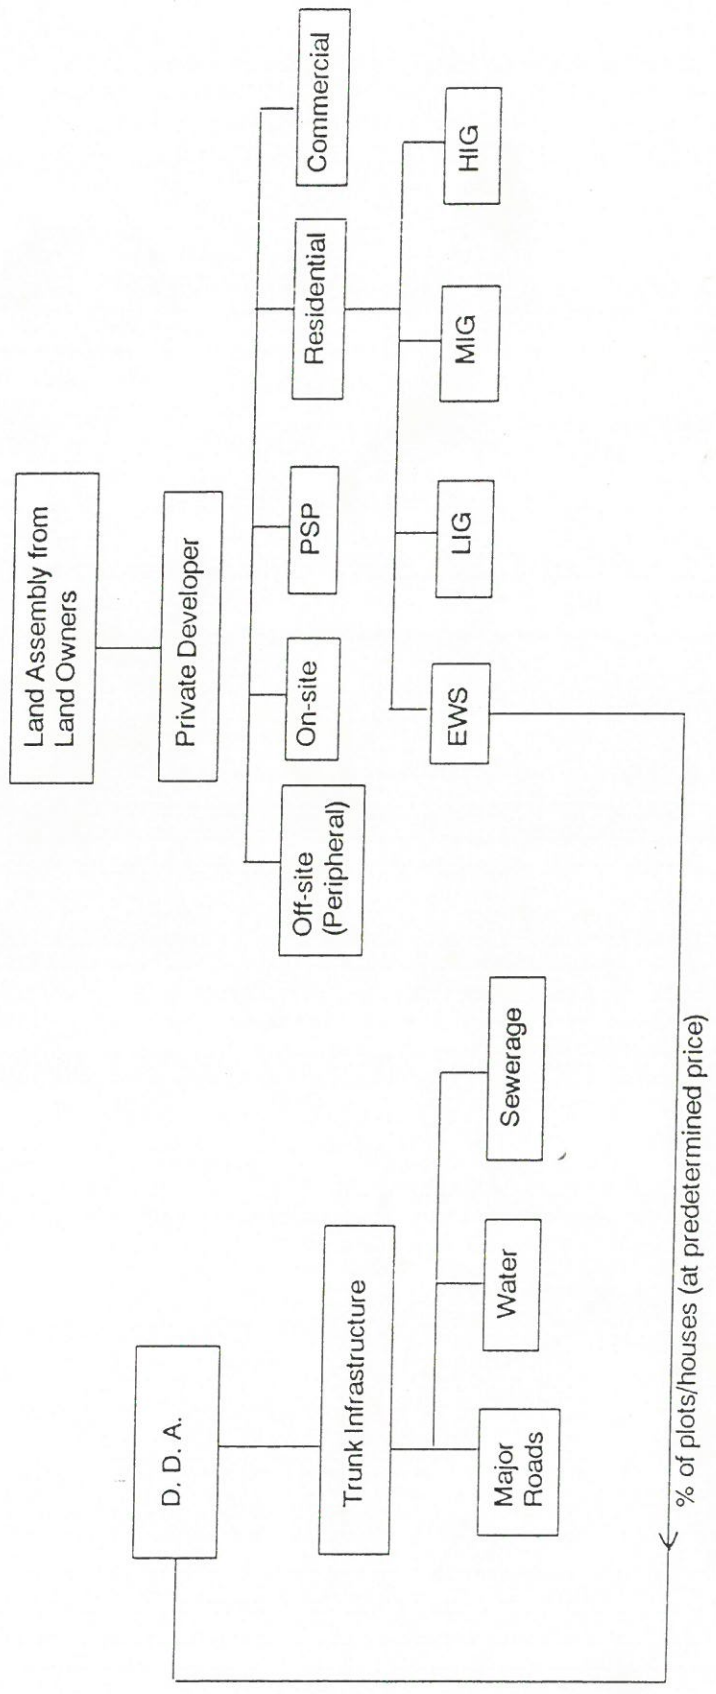 Land Assembly from
Land Owners
D. D. A.
Private Developer
Trunk Infrastructure
Off-site
(Peripheral)
On-site
PSP
Residential
Commercial
Major
Roads
Water
Sewerage
EWS
LIG
MIG
HIG
% of plots/houses (at predetermined price)